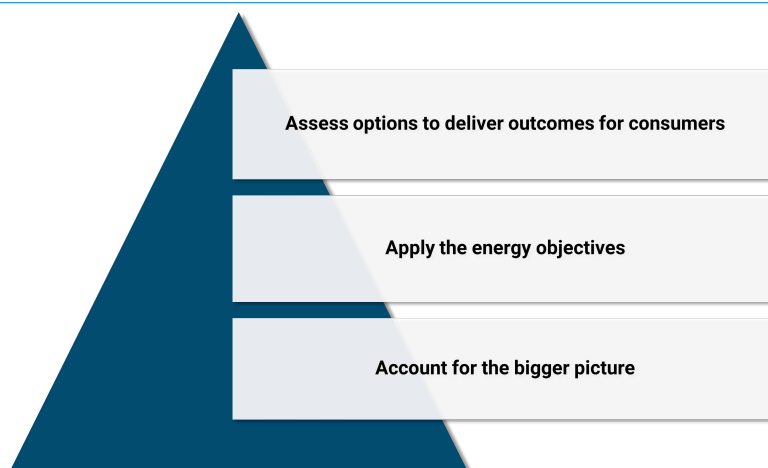 Assess options to deliver outcomes for consumers
Apply the energy objectives
Account for the bigger picture